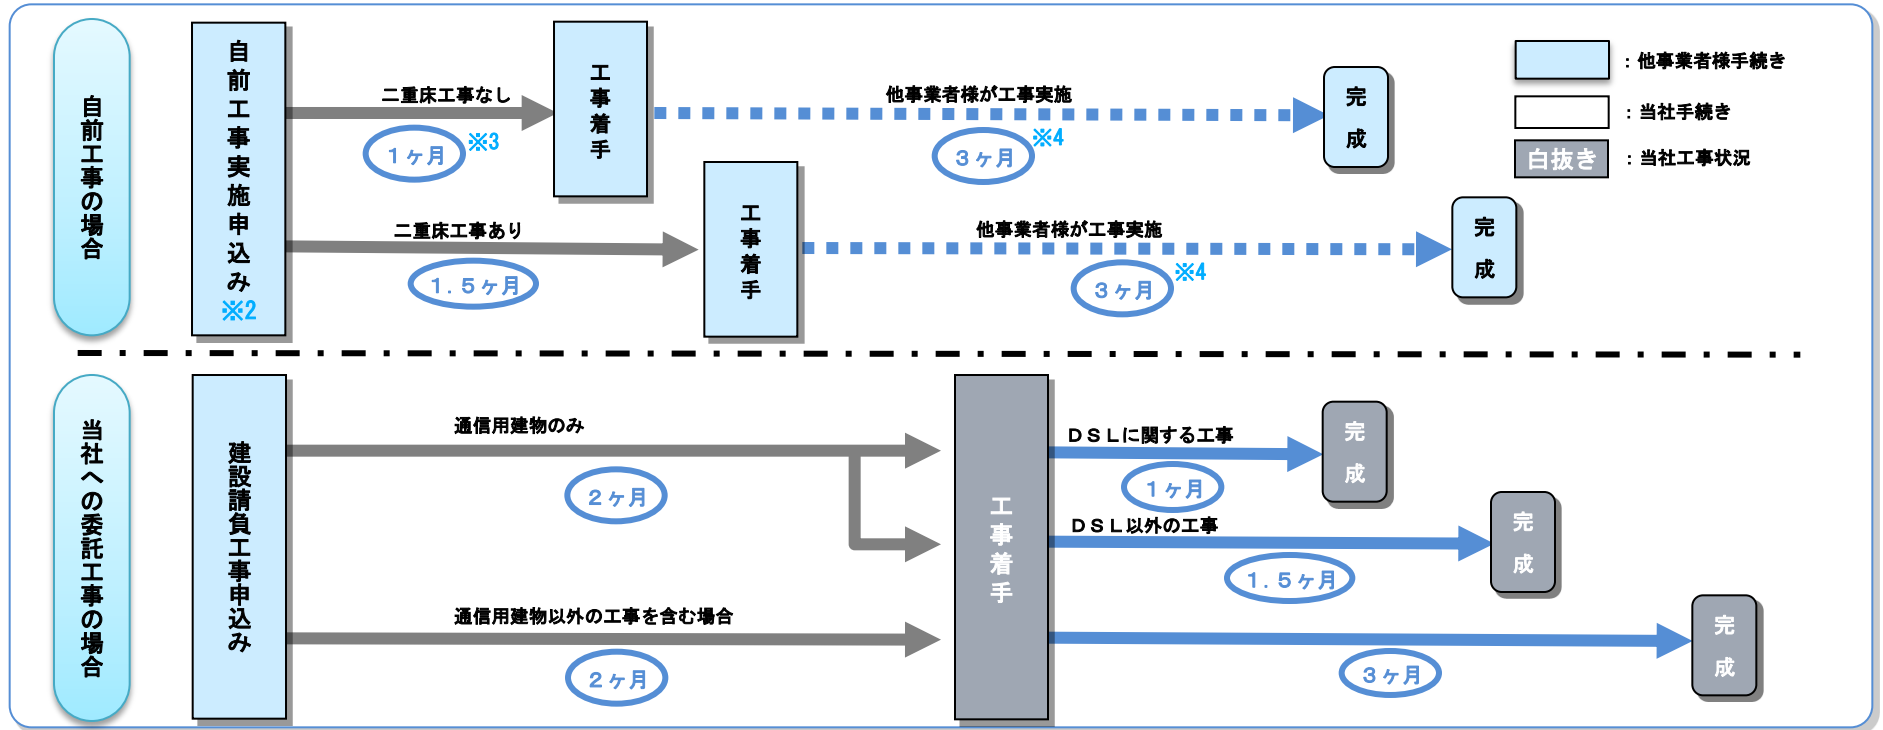 自前工事の場合
自前工事実施申込み
※2
二重床工事なし
1ヶ月
※3
工事着手
他事業者様が工事実施
3ヶ月
※4
完成
二重床工事あり
1.5ヶ月
工事着手
他事業者様が工事実施
3ヶ月
※4
完成
:他事業者様手続き
:当社手続き
白抜き
:当社工事状況
当社への委託工事の場合
建設請負工事申込み
通信用建物のみ
2ヶ月
通信用建物以外の工事を含む場合
2ヶ月
工事着手
DSLに関する工事
1ヶ月
完成
DSL以外の工事
1.5ヶ月
完成
3ヶ月
完成